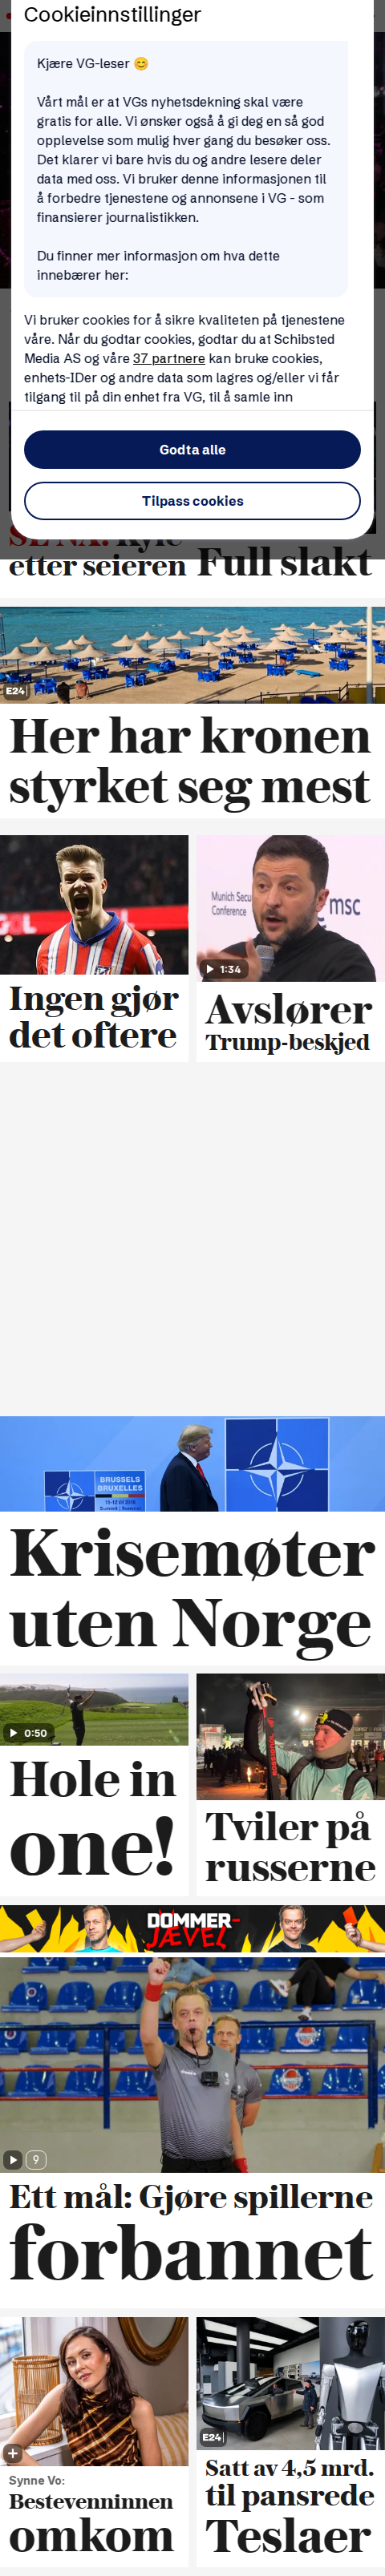 Cookieinnstillinger
Kjære VG-leser 😊
Vårt mål er at VGs nyhetsdekning skal være
gratis for alle. Vi ønsker også å gi deg en så god
opplevelse som mulig hver gang du besøker oss.
Det klarer vi bare hvis du og andre lesere deler
data med oss. Vi bruker denne informasjonen til
å forbedre tjenestene og annonsene i VG - som
finansierer journalistikken.
Du finner mer informasjon om hva dette
innebærer her:
Vi bruker cookies for å sikre kvaliteten på tjenestene
våre. Når du godtar cookies, godtar du at Schibsted
Media AS og våre 37 partnere kan bruke cookies,
enhets-IDer og andre data som lagres og/eller vi får
tilgang til på din enhet fra VG, til å samle inn
Godta alle
Tilpass cookies
etter seieren
Full slakt
E24
Her har kronen
styrket seg mest
Ingen gjør
det oftere
Munich Secu
Conference
msc
1:34
Avslører
Trump-beskjed
BRUSSELS
BRUXELLES
Krisemøter
uten Norge
0:50
Hole in
one!
Tviler på
russerne
DOMMER-
JÆVEL
9
Ett mål: Gjøre spillerne
forbannet
Synne Vo:
Bestevenninnen
omkom
E24
Satt av 4,5 mrd.
til pansrede
Teslaer